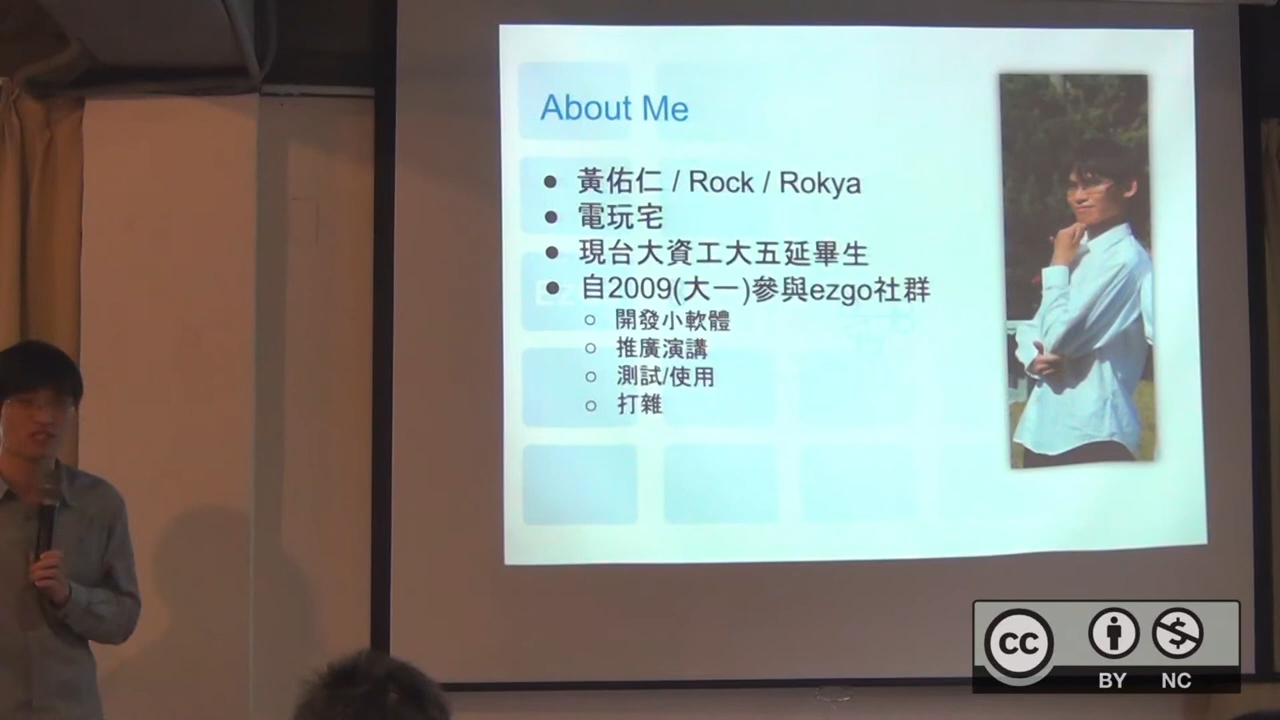 About Me
● 黃佑仁 / Rock / Rokya
● 電玩宅
● 現台大資工大五延畢生
● 自2009(大一)參與ezgo社群
○ 開發小軟體
○ 推廣演講
○ 測試/使用
○ 打雜
cc
BY NC